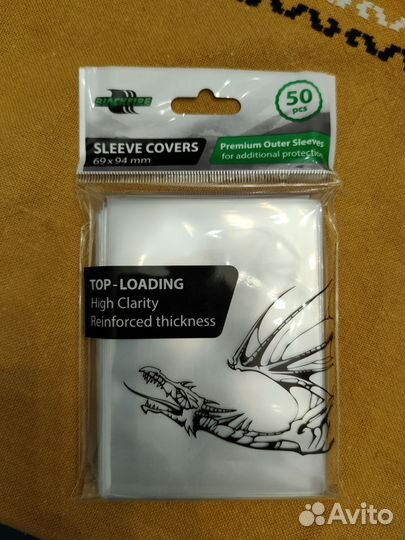 BLACKFIRE
50
pcs
SLEEVE COVERS
69 x 94 mm
Premium Outer Sleeves
for additional protection
TOP-LOADING
High Clarity
Reinforced thickness
Avito